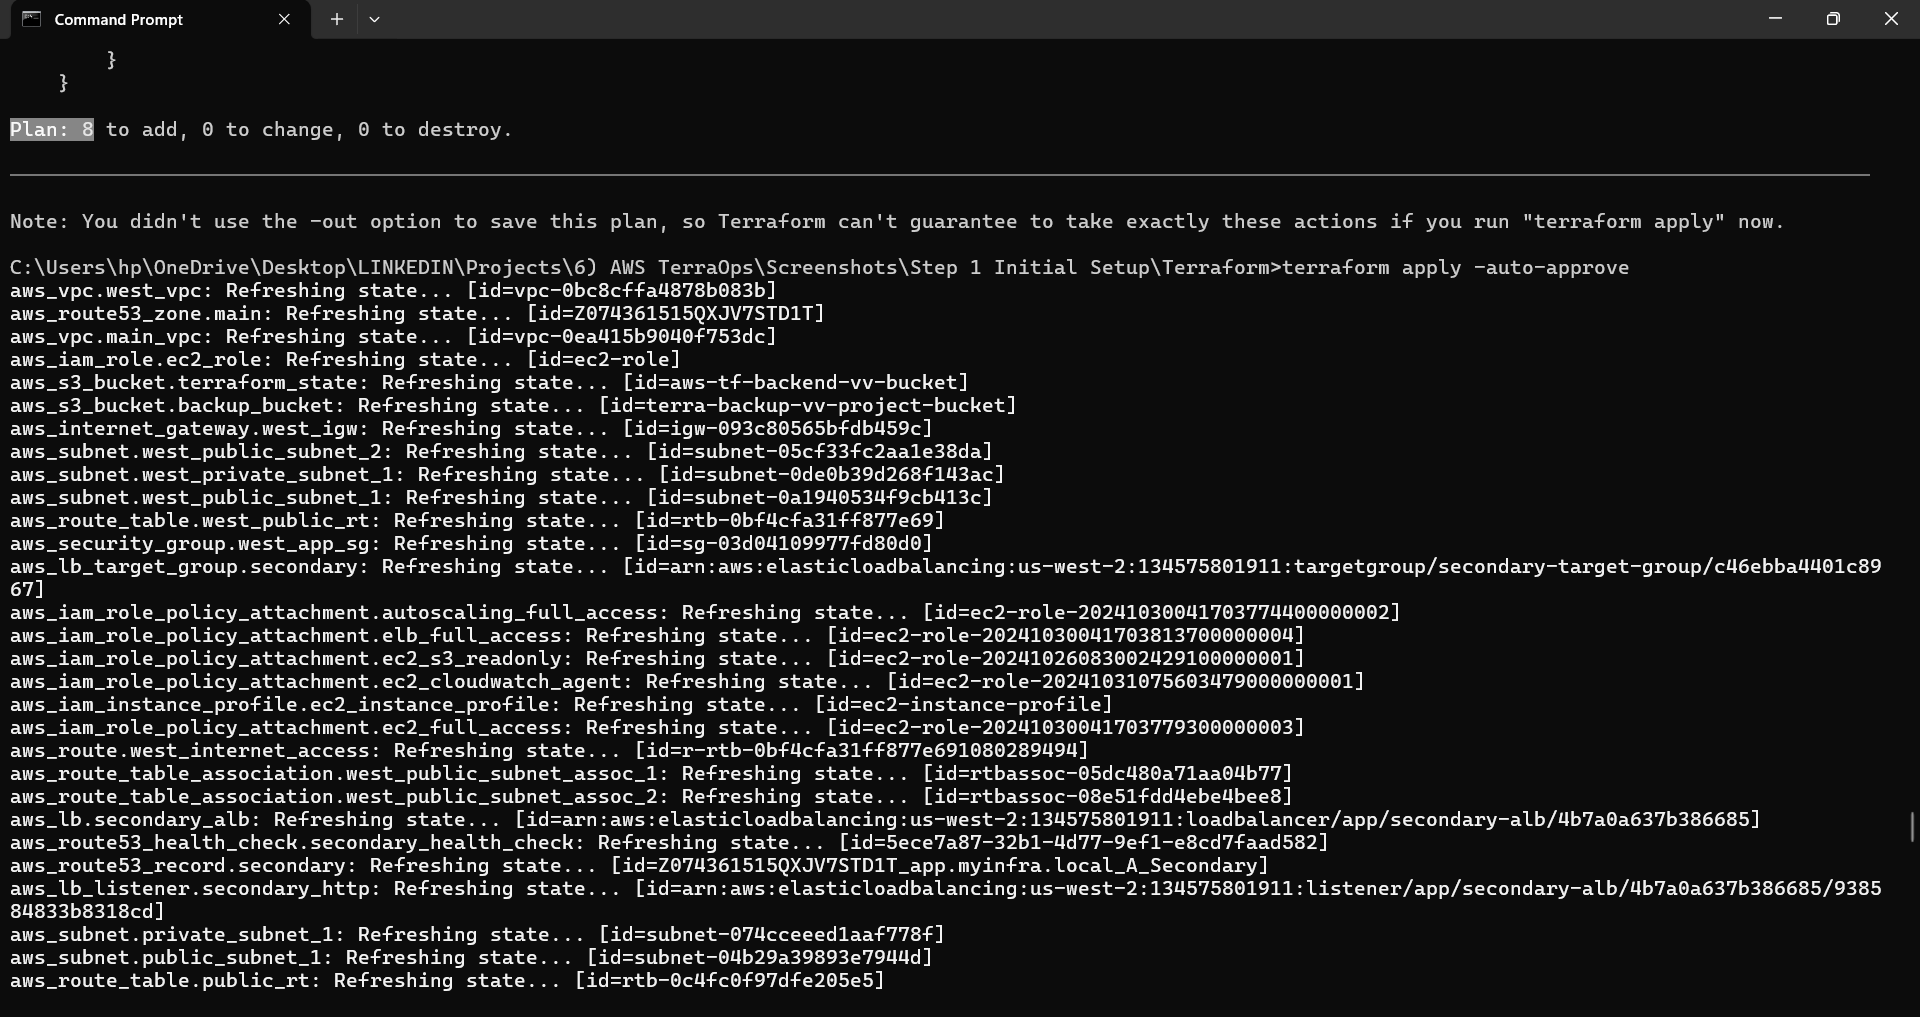 Command Prompt
}
}
Plan: 8 to add, 0 to change, 0 to destroy.
Note: You didn't use the -out option to save this plan, so Terraform can't guarantee to take exactly these actions if you run "terraform apply" now.
C:\Users\hp\OneDrive\Desktop\LINKEDIN\Projects\6) AWS TerraOps\Screenshots\Step 1 Initial Setup\Terraform>terraform apply -auto-approve
aws_vpc.west_vpc: Refreshing state... [id=vpc-0bc8cffa4878b083b]
aws_route53_zone.main: Refreshing state... [id=Z074361515QXJV7STD1T]
aws_vpc.main_vpc: Refreshing state... [id=vpc-0ea415b9040f753dc]
aws_iam_role.ec2_role: Refreshing state... [id=ec2-role]
aws_s3_bucket.terraform_state: Refreshing state... [id=aws-tf-backend-vv-bucket]
aws_s3_bucket.backup_bucket: Refreshing state... [id=terra-backup-vv-project-bucket]
aws_internet_gateway.west_igw: Refreshing state... [id=igw-093c80565bfdb459c]
aws_subnet.west_public_subnet_2: Refreshing state... [id=subnet-05cf33fc2aa1e38da]
aws_subnet.west_private_subnet_1: Refreshing state... [id=subnet-0de0b39d268f143ac]
aws_subnet.west_public_subnet_1: Refreshing state... [id=subnet-0a1940534f9cb413c]
aws_route_table.west_public_rt: Refreshing state... [id=rtb-0bf4cfa31ff877e69]
aws_security_group.west_app_sg: Refreshing state... [id=sg-03d04109977fd80d0]
aws_lb_target_group.secondary: Refreshing state... [id=arn:aws:elasticloadbalancing:us-west-2:134575801911:targetgroup/secondary-target-group/c46ebba4401c89
67]
aws_iam_role_policy_attachment.autoscaling_full_access: Refreshing state... [id=ec2-role-20241030041703774400000002]
aws_iam_role_policy_attachment.elb_full_access: Refreshing state... [id=ec2-role-20241030041703813700000004]
aws_iam_role_policy_attachment.ec2_s3_readonly: Refreshing state... [id=ec2-role-20241026083002429100000001]
aws_iam_role_policy_attachment.ec2_cloudwatch_agent: Refreshing state... [id=ec2-role-20241031075603479000000001]
aws_iam_instance_profile.ec2_instance_profile: Refreshing state... [id=ec2-instance-profile]
aws_iam_role_policy_attachment.ec2_full_access: Refreshing state... [id=ec2-role-20241030041703779300000003]
aws_route.west_internet_access: Refreshing state... [id=r-rtb-0bf4cfa31ff877e691080289494]
aws_route_table_association.west_public_subnet_assoc_1: Refreshing state... [id=rtbassoc-05dc480a71aa04b77]
aws_route_table_association.west_public_subnet_assoc_2: Refreshing state... [id=rtbassoc-08e51fdd4ebe4bee8]
aws_lb.secondary_alb: Refreshing state... [id=arn:aws:elasticloadbalancing:us-west-2:134575801911:loadbalancer/app/secondary-alb/4b7a0a637b386685]
aws_route53_health_check.secondary_health_check: Refreshing state... [id=5ece7a87-32b1-4d77-9ef1-e8cd7faad582]
aws_route53_record.secondary: Refreshing state... [id=Z074361515QXJV7STD1T_app.myinfra.local_A_Secondary]
aws_lb_listener.secondary_http: Refreshing state... [id=arn:aws:elasticloadbalancing:us-west-2:134575801911:listener/app/secondary-alb/4b7a0a637b386685/9385
84833b8318cd]
aws_subnet.private_subnet_1: Refreshing state... [id=subnet-074cceeed1aaf778f]
aws_subnet.public_subnet_1: Refreshing state... [id=subnet-04b29a39893e7944d]
aws_route_table.public_rt: Refreshing state... [id=rtb-0c4fc0f97dfe205e5]